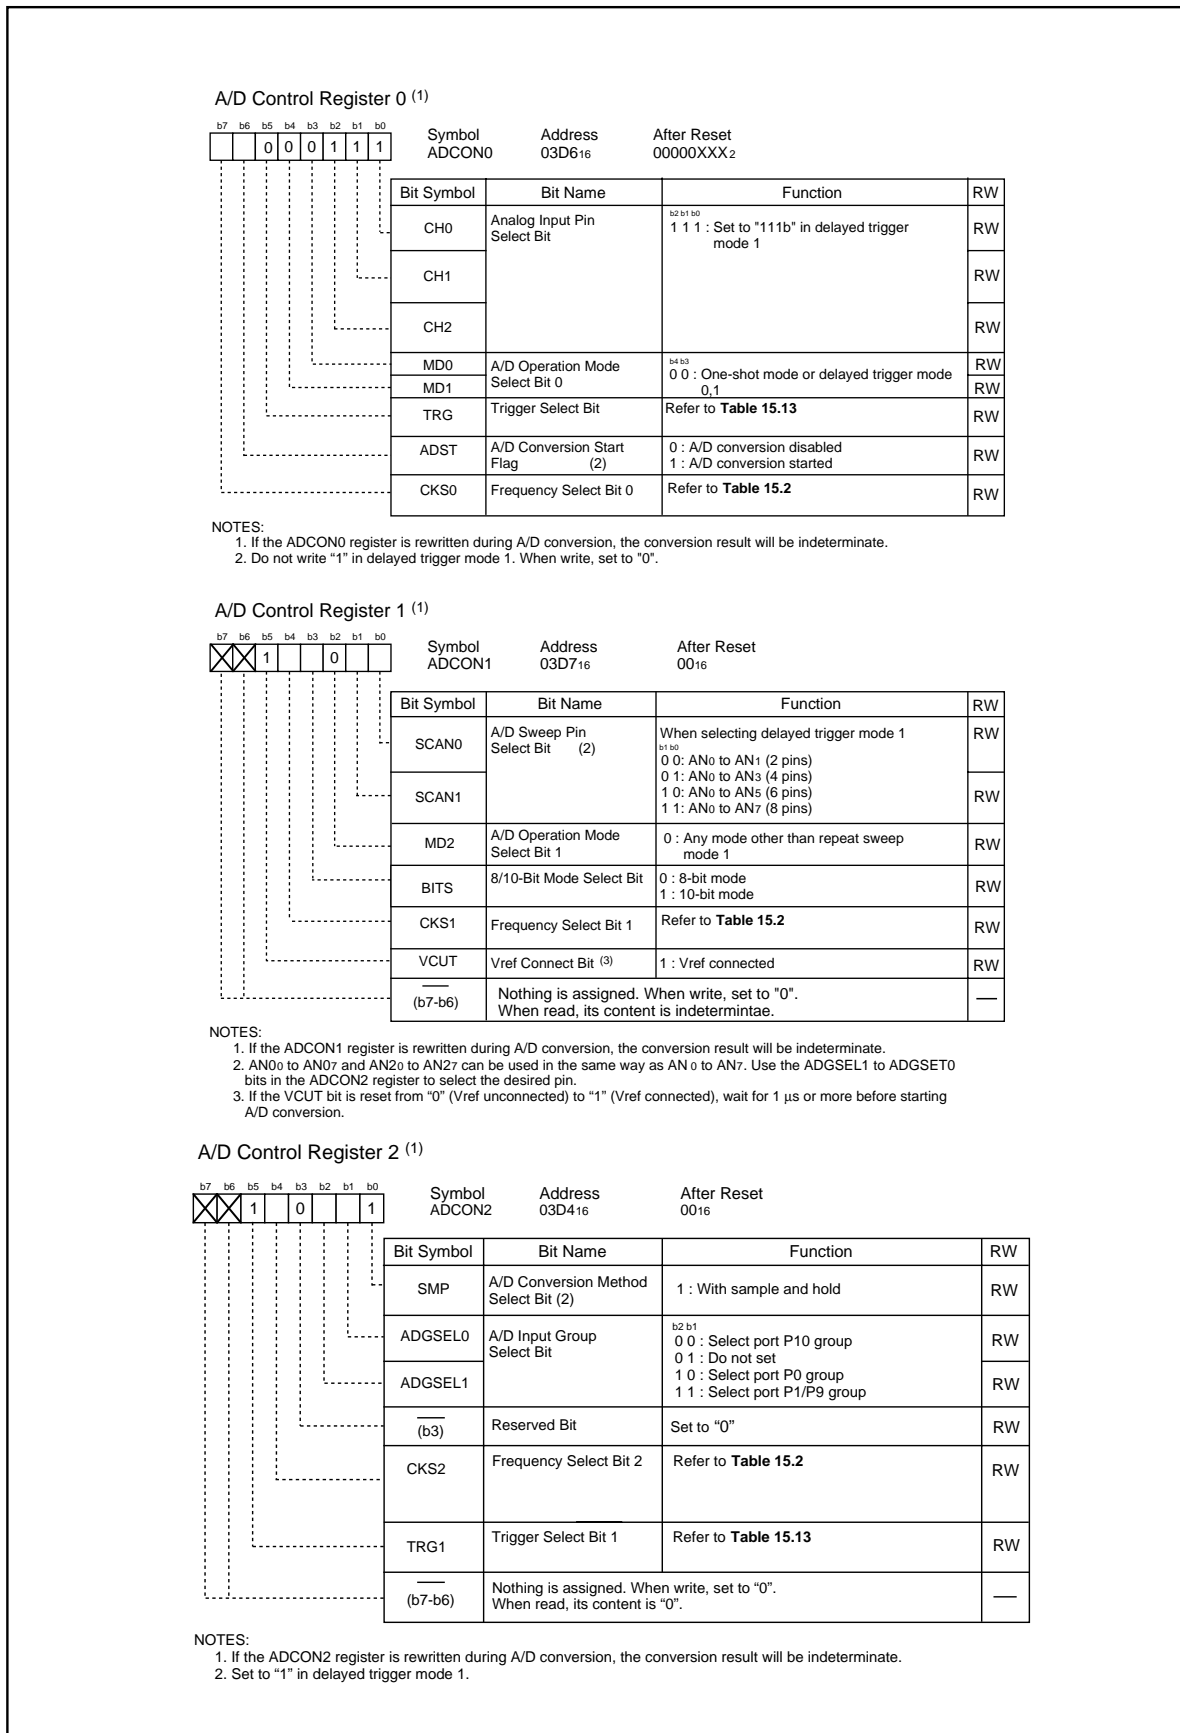 A/D Control Register 0 (1)
b7 b6 b5 b4 b3 b2 b1 b0
0 0 0 1 1 1
Symbol Address After Reset
ADCON0 03D616 00000XXX2
Bit Symbol Bit Name Function RW
CH0 Analog Input Pin
Select Bit
b2 b1 b0
1 1 1 : Set to "111b" in delayed trigger
mode 1
RW
CH1 RW
CH2 RW
MD0 A/D Operation Mode
Select Bit 0
b4 b3
0 0 : One-shot mode or delayed trigger mode
0,1
RW
MD1 RW
TRG Trigger Select Bit Refer to Table 15.13 RW
ADST A/D Conversion Start
Flag (2)
0 : A/D conversion disabled
1 : A/D conversion started
RW
CKS0 Frequency Select Bit 0 Refer to Table 15.2 RW
NOTES:
1. If the ADCON0 register is rewritten during A/D conversion, the conversion result will be indeterminate.
2. Do not write “1” in delayed trigger mode 1. When write, set to "0".
A/D Control Register 1 (1)
b7 b6 b5 b4 b3 b2 b1 b0
1 0
Symbol Address After Reset
ADCON1 03D716 0016
Bit Symbol Bit Name Function RW
SCAN0 A/D Sweep Pin
Select Bit (2)
When selecting delayed trigger mode 1
b1 b0
0 0: AN0 to AN1 (2 pins)
0 1: AN0 to AN3 (4 pins)
1 0: AN0 to AN5 (6 pins)
1 1: AN0 to AN7 (8 pins)
RW
SCAN1 RW
MD2 A/D Operation Mode
Select Bit 1
0 : Any mode other than repeat sweep
mode 1
RW
BITS 8/10-Bit Mode Select Bit 0 : 8-bit mode
1 : 10-bit mode
RW
CKS1 Frequency Select Bit 1 Refer to Table 15.2 RW
VCUT Vref Connect Bit (3) 1 : Vref connected RW
(b7-b6) Nothing is assigned. When write, set to "0".
When read, its content is indetermintae.
—
NOTES:
1. If the ADCON1 register is rewritten during A/D conversion, the conversion result will be indeterminate.
2. AN00 to AN07 and AN20 to AN27 can be used in the same way as AN 0 to AN7. Use the ADGSEL1 to ADGSET0
bits in the ADCON2 register to select the desired pin.
3. If the VCUT bit is reset from “0” (Vref unconnected) to “1” (Vref connected), wait for 1 µs or more before starting
A/D conversion.
A/D Control Register 2 (1)
b7 b6 b5 b4 b3 b2 b1 b0
1 0 1
Symbol Address After Reset
ADCON2 03D416 0016
Bit Symbol Bit Name Function RW
SMP A/D Conversion Method
Select Bit (2)
1 : With sample and hold
RW
ADGSEL0 A/D Input Group
Select Bit
b2 b1
0 0 : Select port P10 group
0 1 : Do not set
1 0 : Select port P0 group
1 1 : Select port P1/P9 group
RW
ADGSEL1 RW
(b3) Reserved Bit Set to “0” RW
CKS2 Frequency Select Bit 2 Refer to Table 15.2 RW
TRG1 Trigger Select Bit 1 Refer to Table 15.13 RW
(b7-b6) Nothing is assigned. When write, set to “0”.
When read, its content is “0”.
—
NOTES:
1. If the ADCON2 register is rewritten during A/D conversion, the conversion result will be indeterminate.
2. Set to “1” in delayed trigger mode 1.